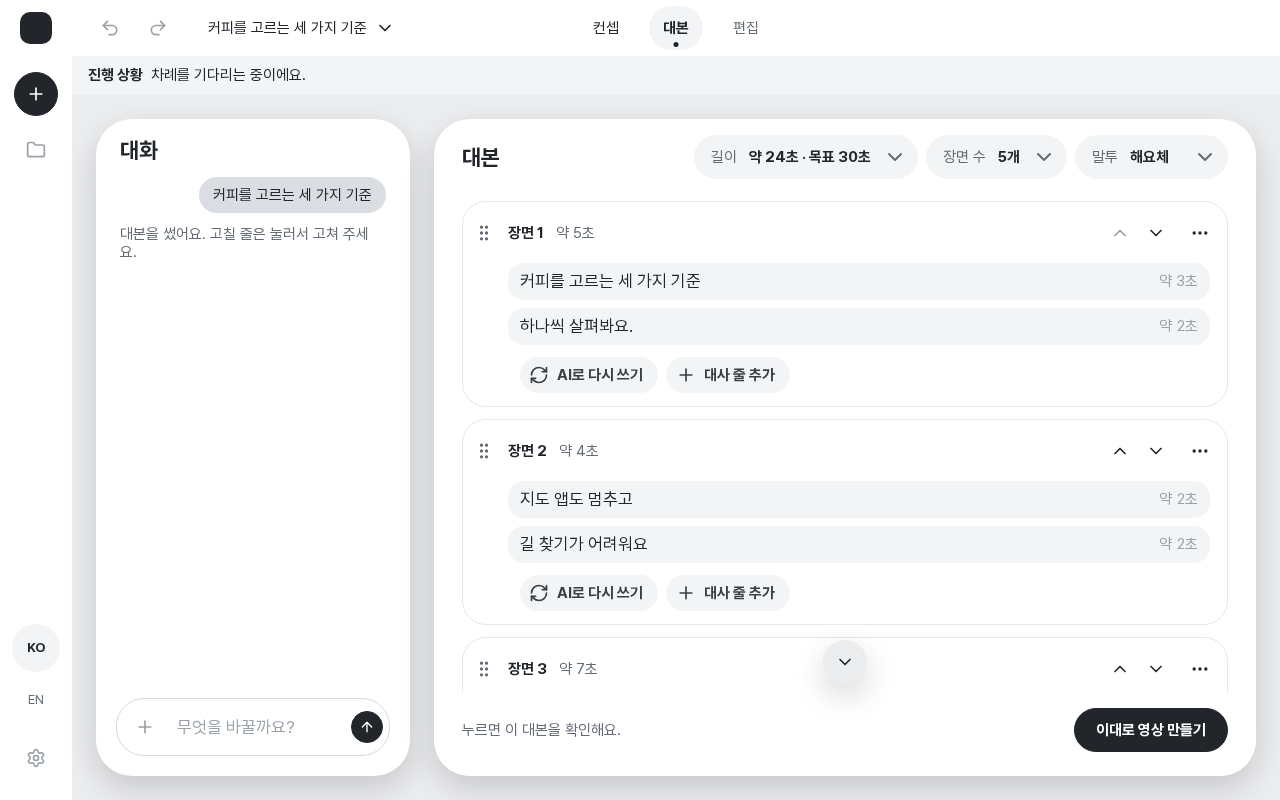 커피를 고르는 세 가지 기준
컨셉
대본
편집
진행 상황 차례를 기다리는 중이에요.
대화
커피를 고르는 세 가지 기준
대본을 썼어요. 고칠 줄은 눌러서 고쳐 주세
요.
무엇을 바꿀까요?
KO
EN
대본
길이 약 24초 · 목표 30초
장면 수 5개
말투 해요체
장면 1 약 5초
커피를 고르는 세 가지 기준 약 3초
하나씩 살펴봐요. 약 2초
AI로 다시 쓰기
대사 줄 추가
장면 2 약 4초
지도 앱도 멈추고 약 2초
길 찾기가 어려워요 약 2초
AI로 다시 쓰기
대사 줄 추가
장면 3 약 7초
누르면 이 대본을 확인해요.
이대로 영상 만들기